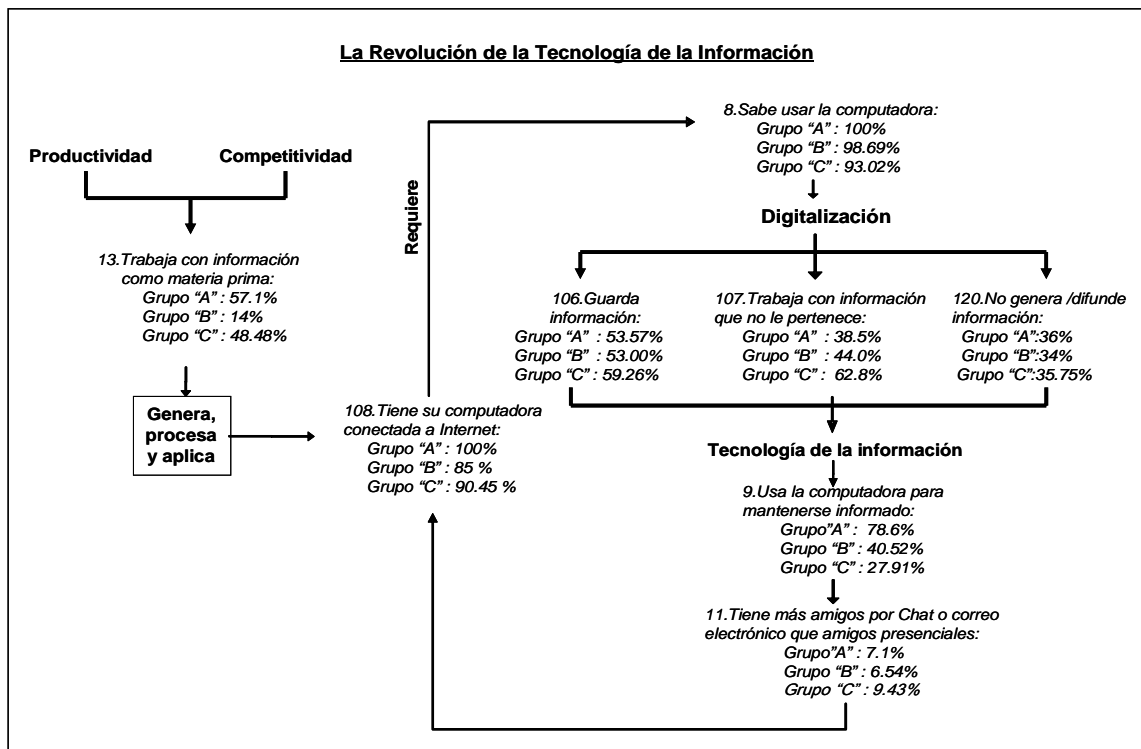 La Revolución de la Tecnología de la Información
Productividad
Competitividad
13.Trabaja con información
como materia prima:
Grupo “A” : 57.1%
Grupo “B” : 14%
Grupo “C” : 48.48%
Genera,
procesa
y aplica
108.Tiene su computadora
conectada a Internet:
Grupo “A” : 100%
Grupo “B” : 85 %
Grupo “C” : 90.45 %
Requiere
8.Sabe usar la computadora:
Grupo “A” : 100%
Grupo “B” : 98.69%
Grupo “C” : 93.02%
Digitalización
106.Guarda
información:
Grupo “A” : 53.57%
Grupo “B” : 53.00%
Grupo “C” : 59.26%
107.Trabaja con información
que no le pertenece:
Grupo “A” : 38.5%
Grupo “B” : 44.0%
Grupo “C” : 62.8%
120.No genera /difunde
información:
Grupo “A”:36%
Grupo “B”:34%
Grupo “C”:35.75%
Tecnología de la información
9.Usa la computadora para
mantenerse informado:
Grupo”A” : 78.6%
Grupo “B” : 40.52%
Grupo “C” : 27.91%
11.Tiene más amigos por Chat o correo
electrónico que amigos presenciales:
Grupo”A” : 7.1%
Grupo “B” : 6.54%
Grupo “C” : 9.43%